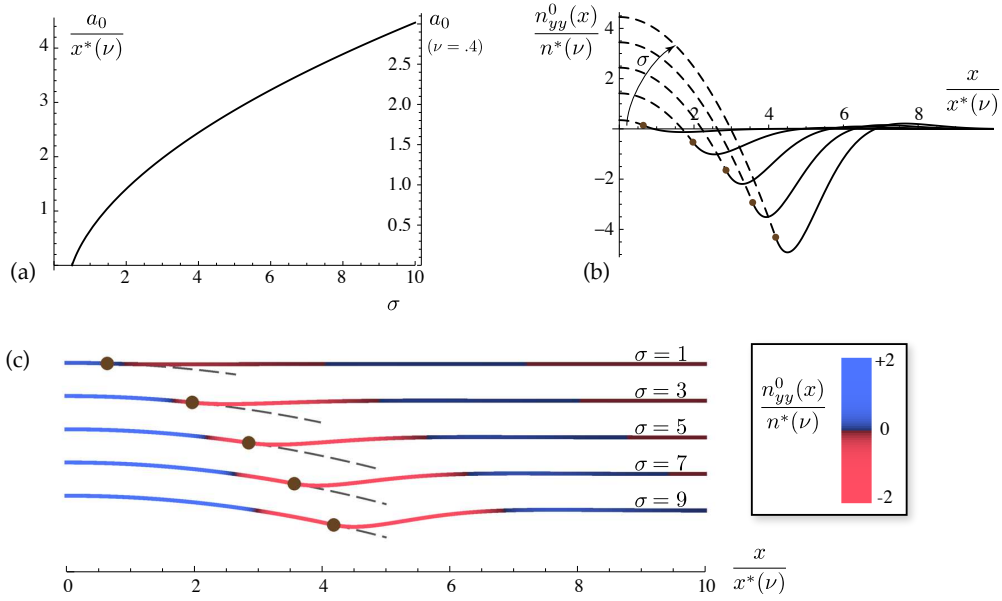 a₀/x*(ν)
4
3
2
1
2 4 6 8 10
σ
a₀
(ν = .4)
2.5
2.0
1.5
1.0
0.5
(a)
n⁰yy(x)/n*(ν)
4
2
−2
−4
σ
2 4 6 8
x/x*(ν)
(b)
(c)
σ = 1
σ = 3
σ = 5
σ = 7
σ = 9
0 2 4 6 8 10
x/x*(ν)
n⁰yy(x)/n*(ν)
+2
0
-2